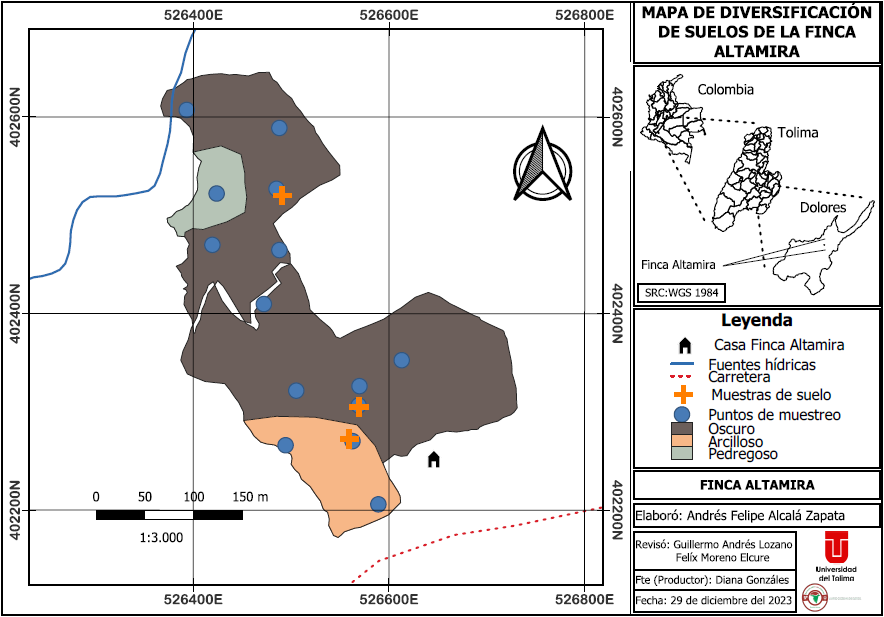 526400E
526600E
526800E
402600N
402400N
402200N
402600N
402400N
402200N
0 50 100 150 m
1:3.000
526400E
526600E
526800E
MAPA DE DIVERSIFICACIÓN
DE SUELOS DE LA FINCA
ALTAMIRA
Colombia
Tolima
Dolores
Finca Altamira
SRC:WGS 1984
Leyenda
Casa Finca Altamira
Fuentes hídricas
Carretera
Muestras de suelo
Puntos de muestreo
Oscuro
Arcilloso
Pedregoso
FINCA ALTAMIRA
Elaboró: Andrés Felipe Alcalá Zapata
Revisó: Guillermo Andrés Lozano
Felíx Moreno Elcure
Fte (Productor): Diana Gonzáles
Fecha: 29 de diciembre del 2023
Universidad
del Tolima